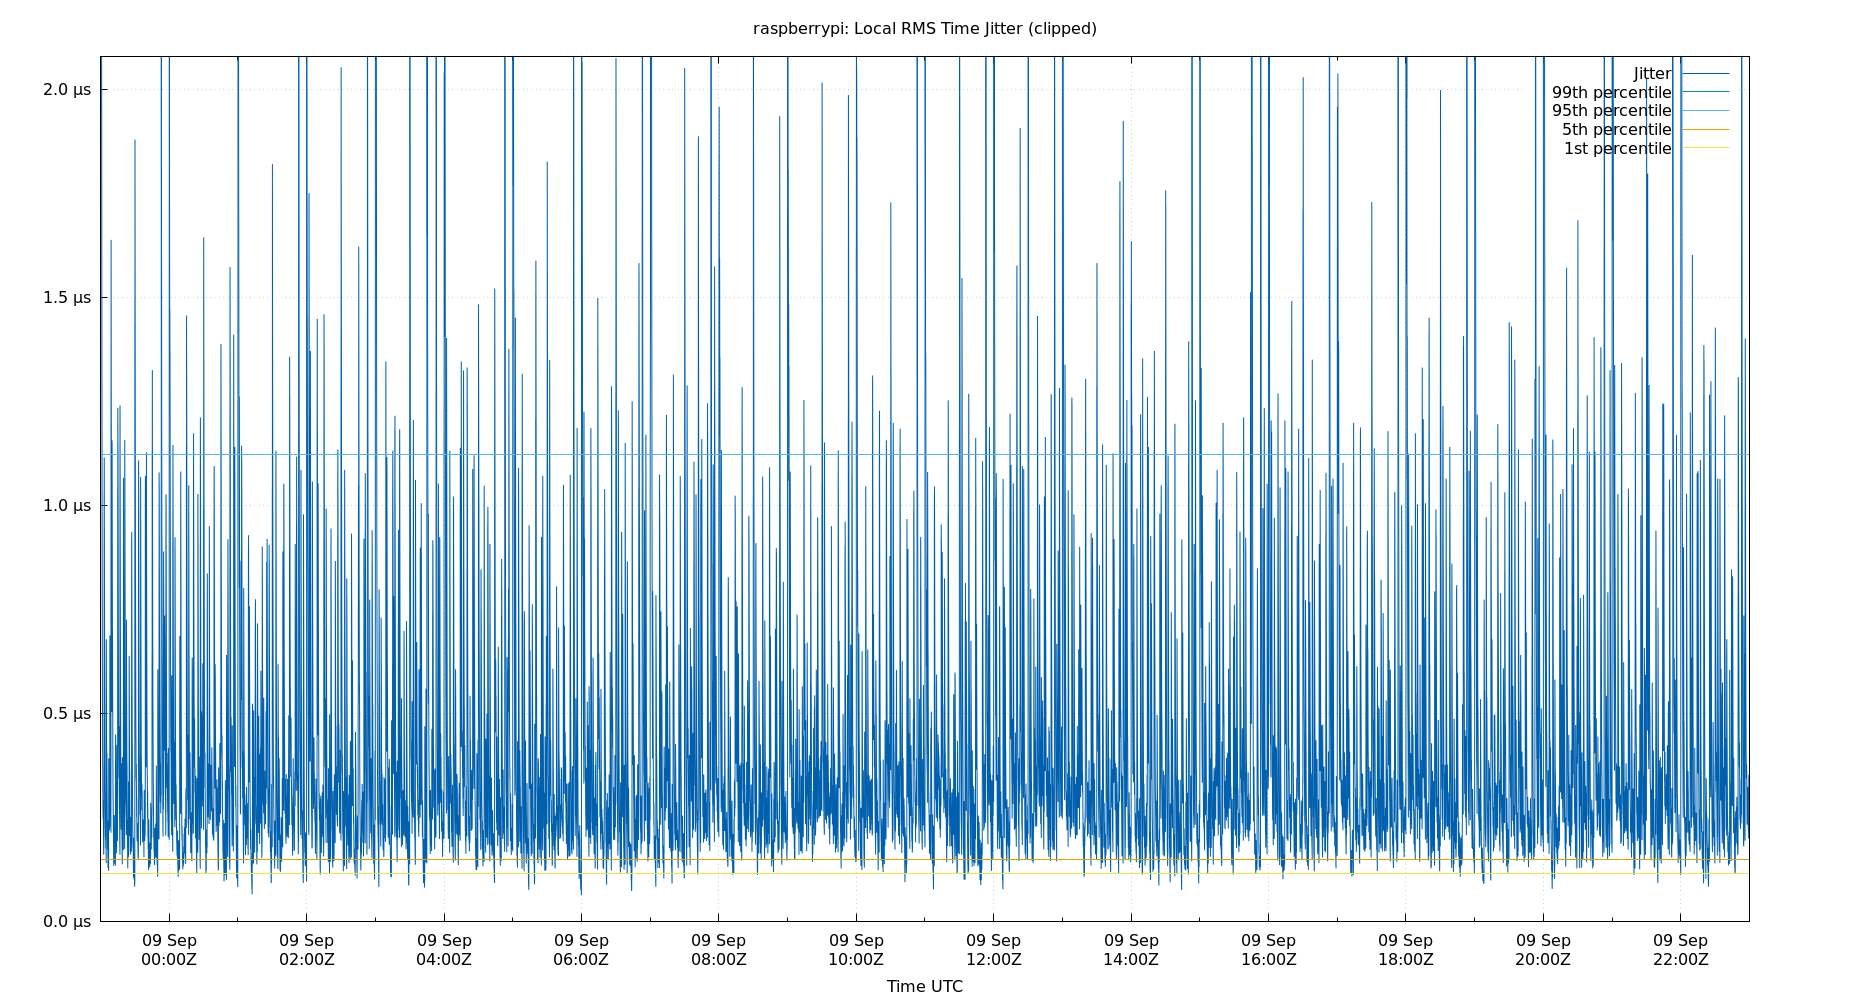 raspberrypi: Local RMS Time Jitter (clipped)
Jitter
99th percentile
95th percentile
5th percentile
1st percentile
2.0 µs
1.5 µs
1.0 µs
0.5 µs
0.0 µs
09 Sep 09 Sep 09 Sep 09 Sep 09 Sep 09 Sep 09 Sep 09 Sep 09 Sep 09 Sep 09 Sep 09 Sep
00:00Z 02:00Z 04:00Z 06:00Z 08:00Z 10:00Z 12:00Z 14:00Z 16:00Z 18:00Z 20:00Z 22:00Z
Time UTC